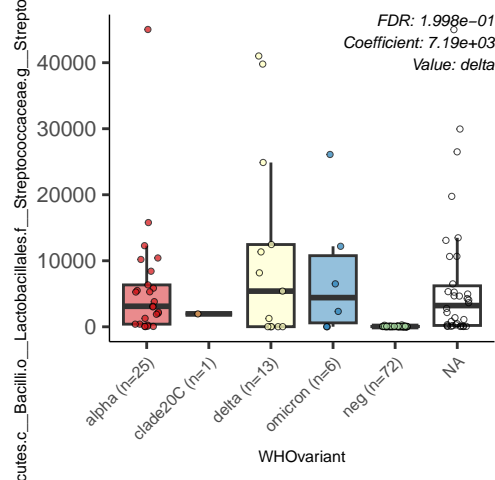 FDR: 1.998e−01
Coefficient: 7.19e+03
Value: delta
cutes.c__Bacilli.o__Lactobacillales.f__Streptococcaceae.g__Strepto
40000
30000
20000
10000
0
alpha (n=25)
clade20C (n=1)
delta (n=13)
omicron (n=6)
neg (n=72)
NA
WHOvariant